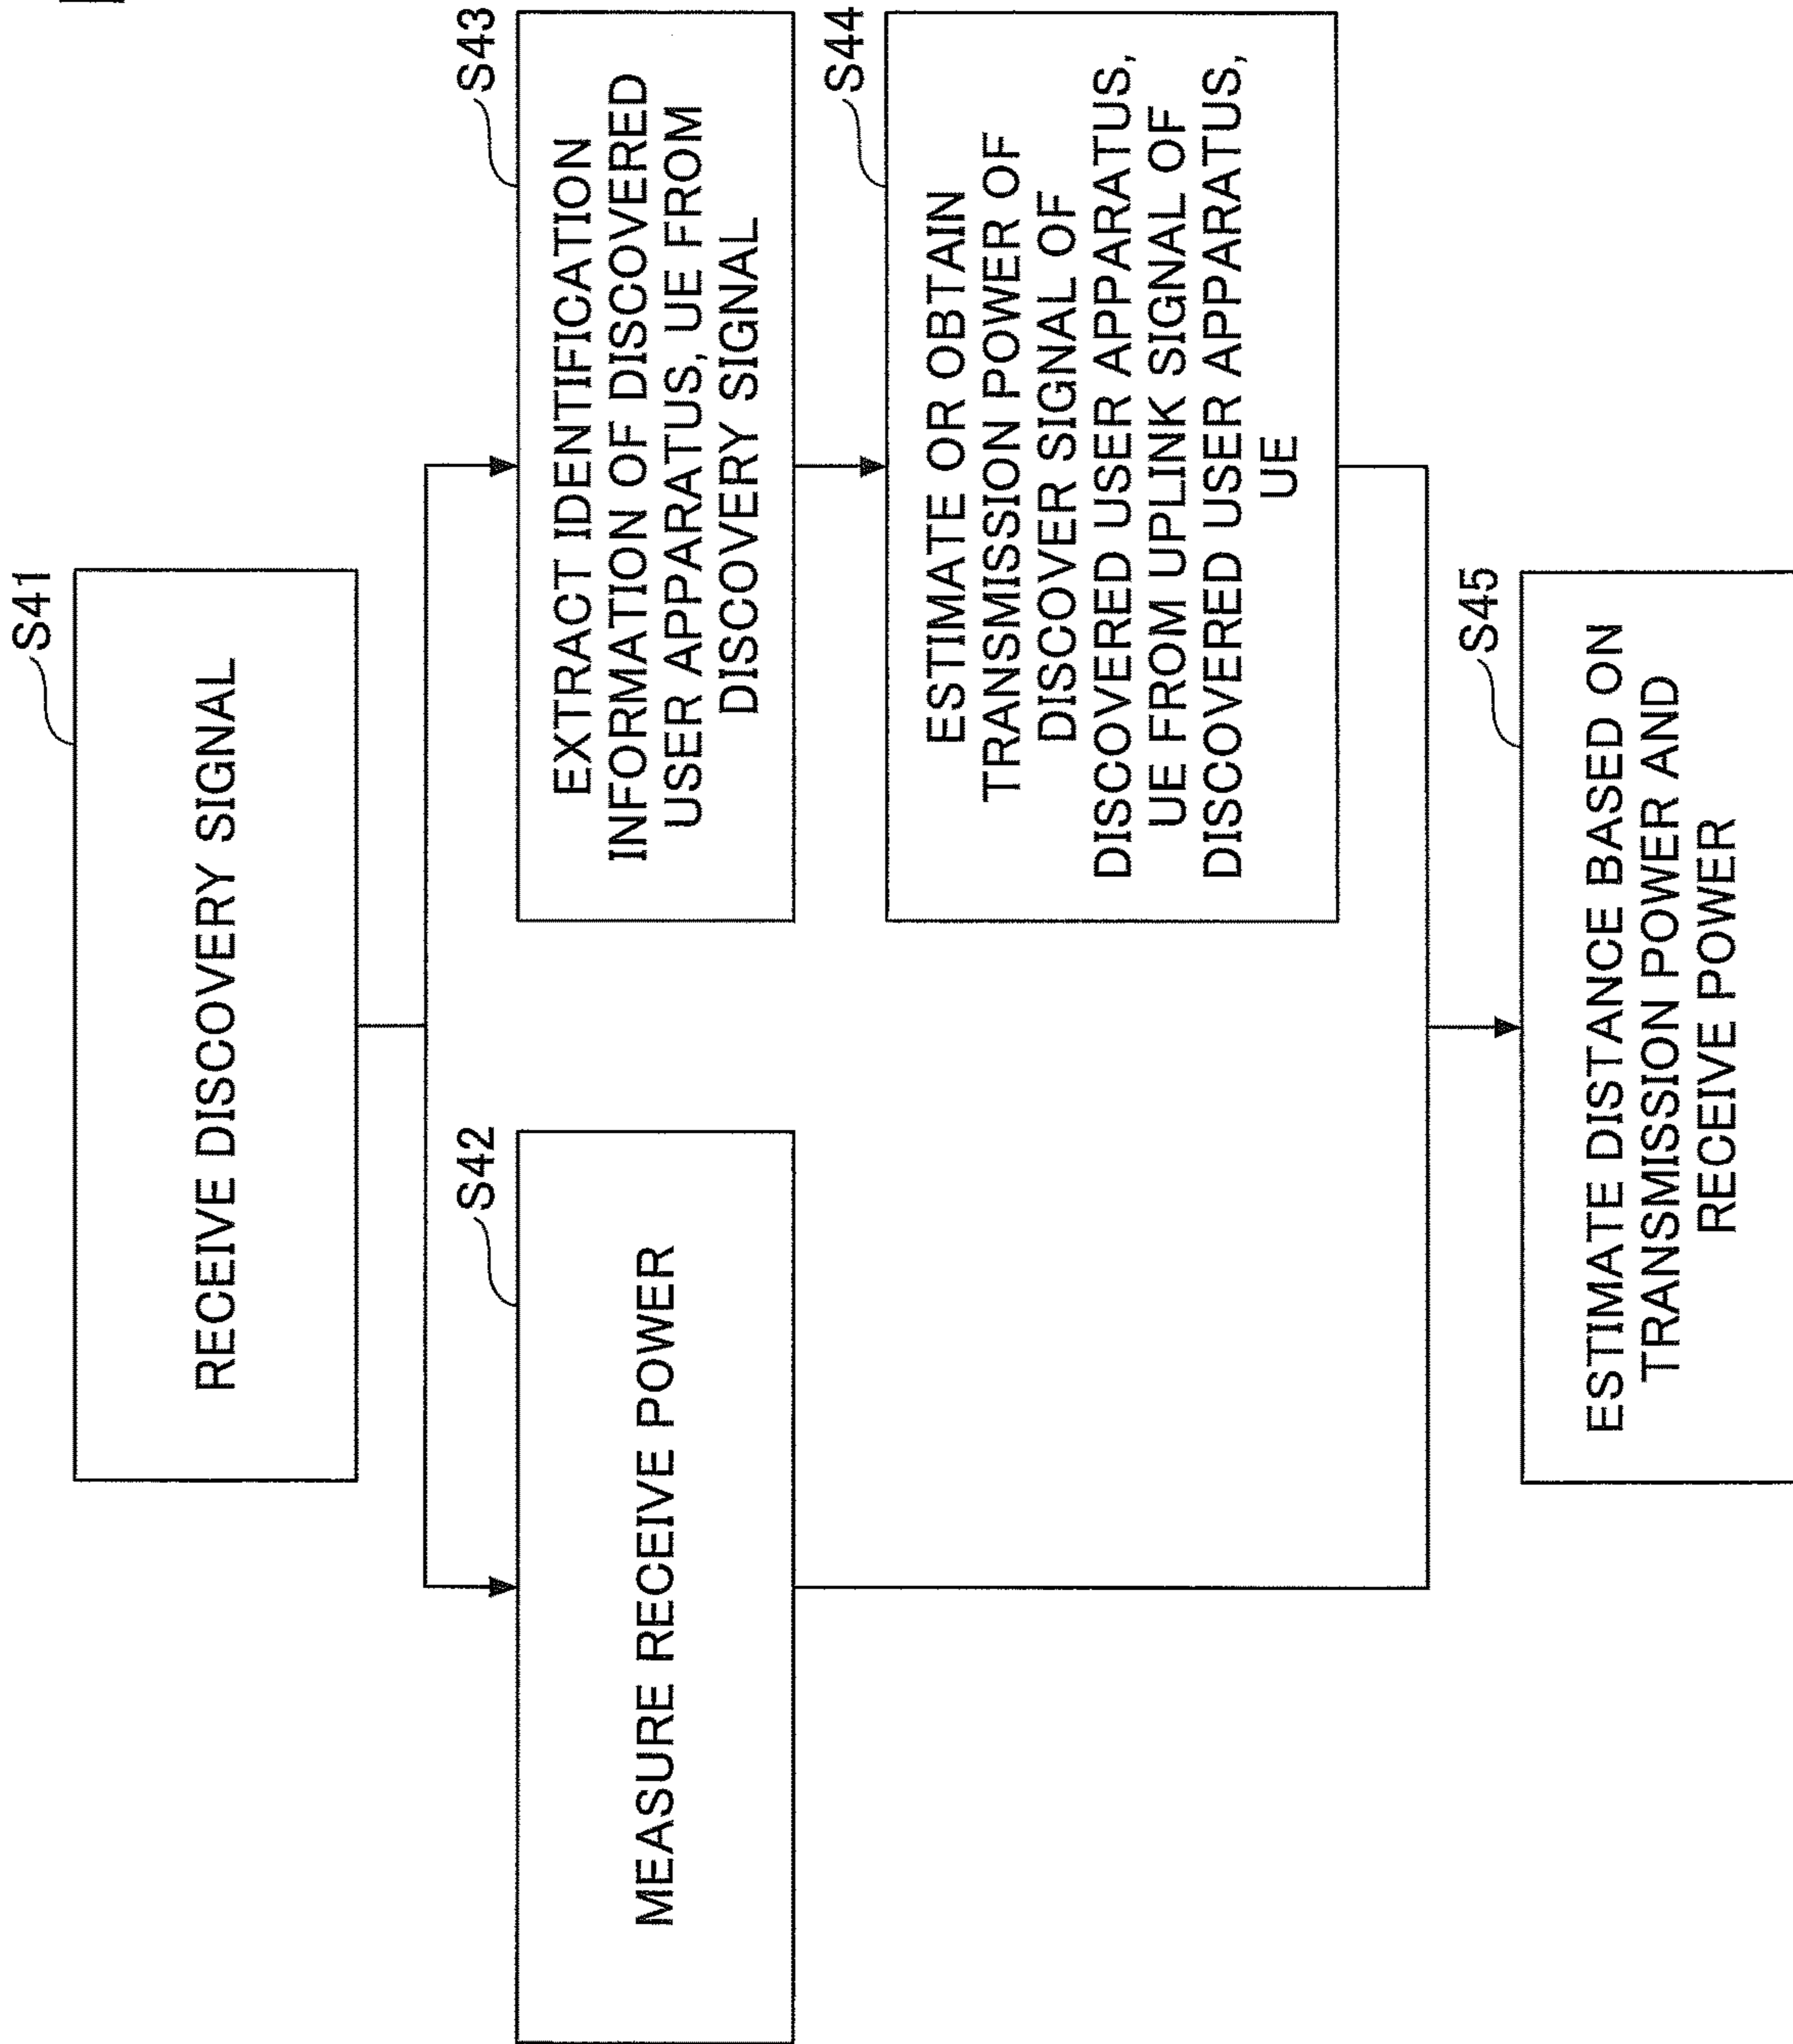 S41
RECEIVE DISCOVERY SIGNAL
S42
MEASURE RECEIVE POWER
S43
EXTRACT IDENTIFICATION
INFORMATION OF DISCOVERED
USER APPARATUS, UE FROM
DISCOVERY SIGNAL
S44
ESTIMATE OR OBTAIN
TRANSMISSION POWER OF
DISCOVER SIGNAL OF
DISCOVERED USER APPARATUS,
UE FROM UPLINK SIGNAL OF
DISCOVERED USER APPARATUS,
UE
S45
ESTIMATE DISTANCE BASED ON
TRANSMISSION POWER AND
RECEIVE POWER